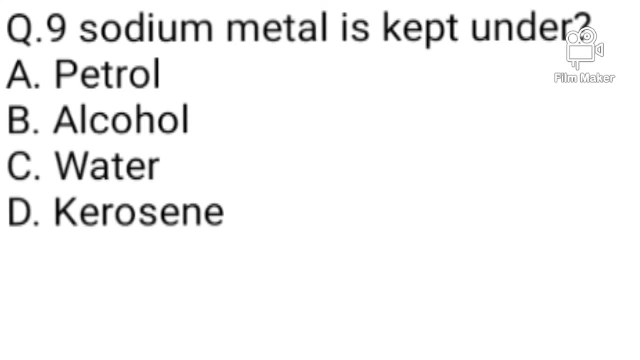 Q.9 sodium metal is kept under?
A. Petrol
B. Alcohol
C. Water
D. Kerosene
Film Maker